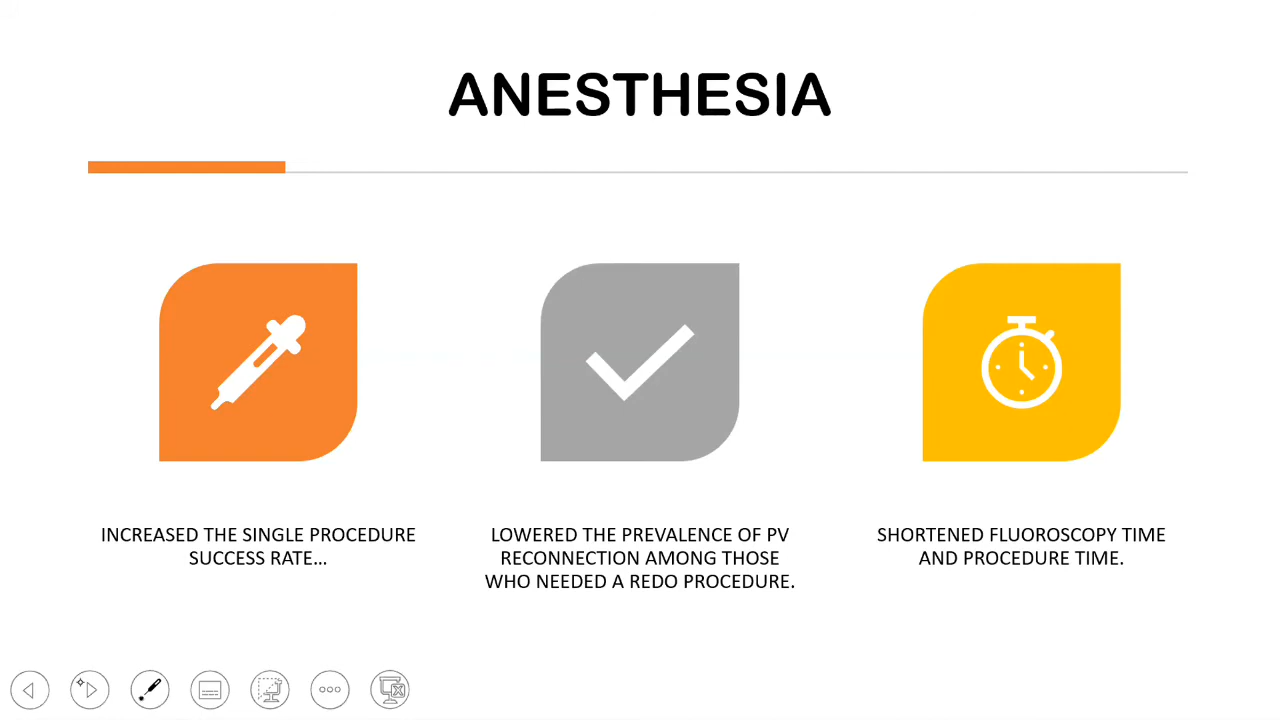 ANESTHESIA
INCREASED THE SINGLE PROCEDURE
SUCCESS RATE...
LOWERED THE PREVALENCE OF PV
RECONNECTION AMONG THOSE
WHO NEEDED A REDO PROCEDURE.
SHORTENED FLUOROSCOPY TIME
AND PROCEDURE TIME.